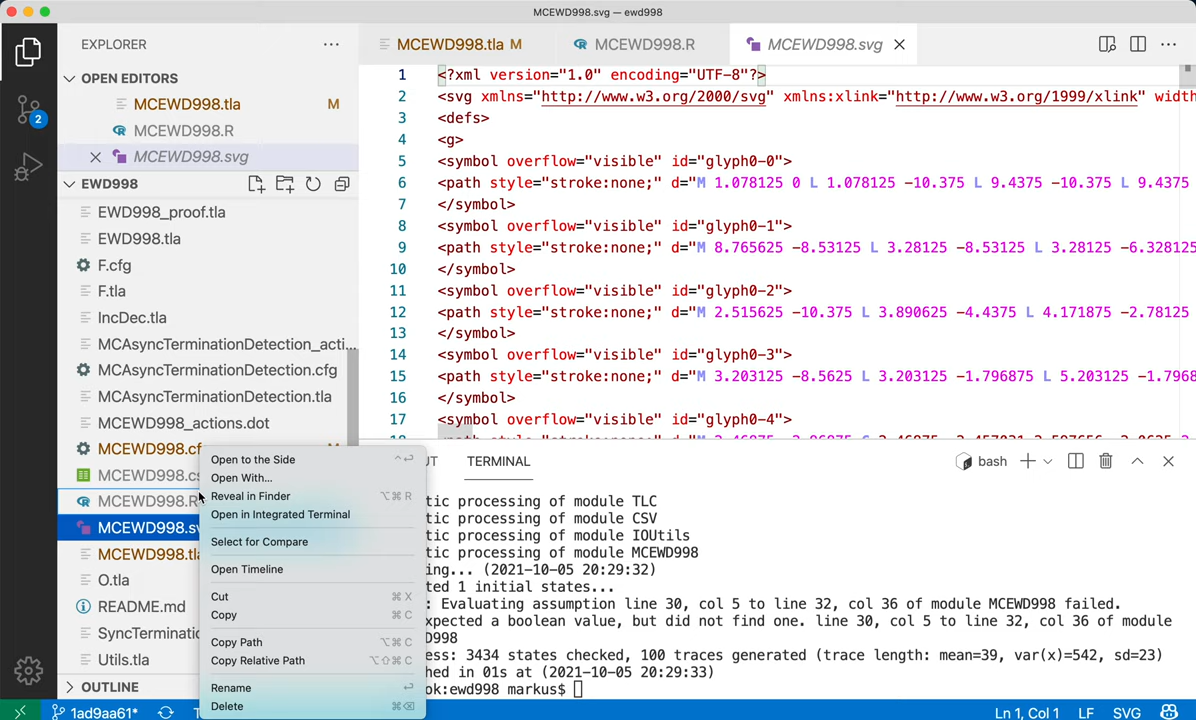 MCEWD998.svg — ewd998
EXPLORER
OPEN EDITORS
MCEWD998.tla M
MCEWD998.R
MCEWD998.svg
2
EWD998
EWD998_proof.tla
EWD998.tla
F.cfg
F.tla
IncDec.tla
MCAsyncTerminationDetection_acti...
MCAsyncTerminationDetection.cfg
MCAsyncTerminationDetection.tla
MCEWD998_actions.dot
MCEWD998.cf
MCEWD998.cs
MCEWD998.R
MCEWD998.sv
MCEWD998.tla
O.tla
README.md
SyncTerminatio
Utils.tla
OUTLINE
Open to the Side
Open With...
Reveal in Finder ⌥⌘R
Open in Integrated Terminal
Select for Compare
Open Timeline
Cut ⌘X
Copy ⌘C
Copy Path ⌥⌘C
Copy Relative Path ⌥⇧⌘C
Rename
Delete
MCEWD998.tla M MCEWD998.R MCEWD998.svg
1 <?xml version="1.0" encoding="UTF-8"?>
2 <svg xmlns="http://www.w3.org/2000/svg" xmlns:xlink="http://www.w3.org/1999/xlink" width
3 <defs>
4 <g>
5 <symbol overflow="visible" id="glyph0-0">
6 <path style="stroke:none;" d="M 1.078125 0 L 1.078125 -10.375 L 9.4375 -10.375 L 9.4375
7 </symbol>
8 <symbol overflow="visible" id="glyph0-1">
9 <path style="stroke:none;" d="M 8.765625 -8.53125 L 3.28125 -8.53125 L 3.28125 -6.328125
10 </symbol>
11 <symbol overflow="visible" id="glyph0-2">
12 <path style="stroke:none;" d="M 2.515625 -10.375 L 3.890625 -4.4375 L 4.171875 -2.78125
13 </symbol>
14 <symbol overflow="visible" id="glyph0-3">
15 <path style="stroke:none;" d="M 3.203125 -8.5625 L 3.203125 -1.796875 L 5.203125 -1.7968
16 </symbol>
17 <symbol overflow="visible" id="glyph0-4">
UT TERMINAL bash
tic processing of module TLC
tic processing of module CSV
tic processing of module IOUtils
tic processing of module MCEWD998
ing... (2021-10-05 20:29:32)
ted 1 initial states...
: Evaluating assumption line 30, col 5 to line 32, col 36 of module MCEWD998 failed.
xpected a boolean value, but did not find one. line 30, col 5 to line 32, col 36 of module
D998
ess: 3434 states checked, 100 traces generated (trace length: mean=39, var(x)=542, sd=23)
hed in 01s at (2021-10-05 20:29:33)
ok:ewd998 markus$
1ad9aa61* Ln 1, Col 1 LF SVG